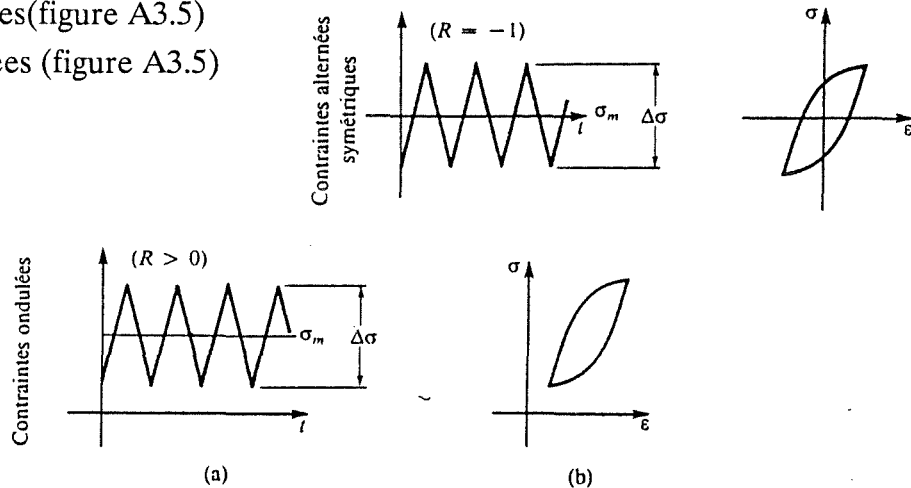 es(figure A3.5)
ées (figure A3.5)
Contraintes alternées
symétriques
(R = −1)
σm
t
Δσ
σ
ε
Contraintes ondulées
(R > 0)
σm
Δσ
t
σ
ε
(a)
(b)